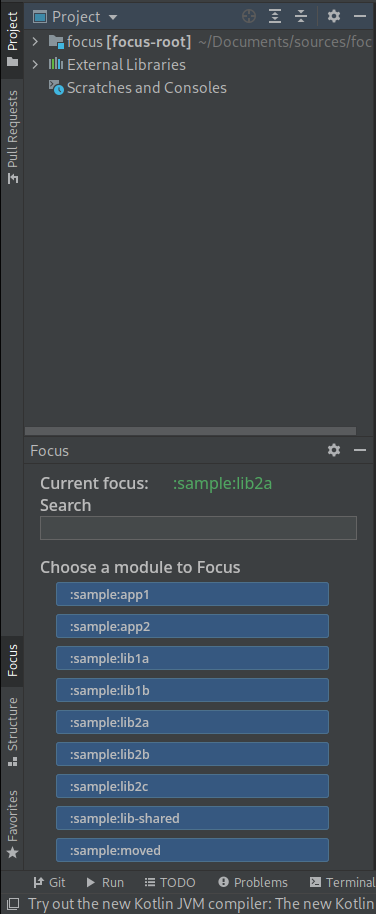 Project
Pull Requests
Project
focus [focus-root] ~/Documents/sources/foc
External Libraries
Scratches and Consoles
Focus
Current focus: :sample:lib2a
Search
Choose a module to Focus
:sample:app1
:sample:app2
:sample:lib1a
:sample:lib1b
:sample:lib2a
:sample:lib2b
:sample:lib2c
:sample:lib-shared
:sample:moved
Focus
Structure
Favorites
Git Run TODO Problems Terminal
Try out the new Kotlin JVM compiler: The new Kotlin